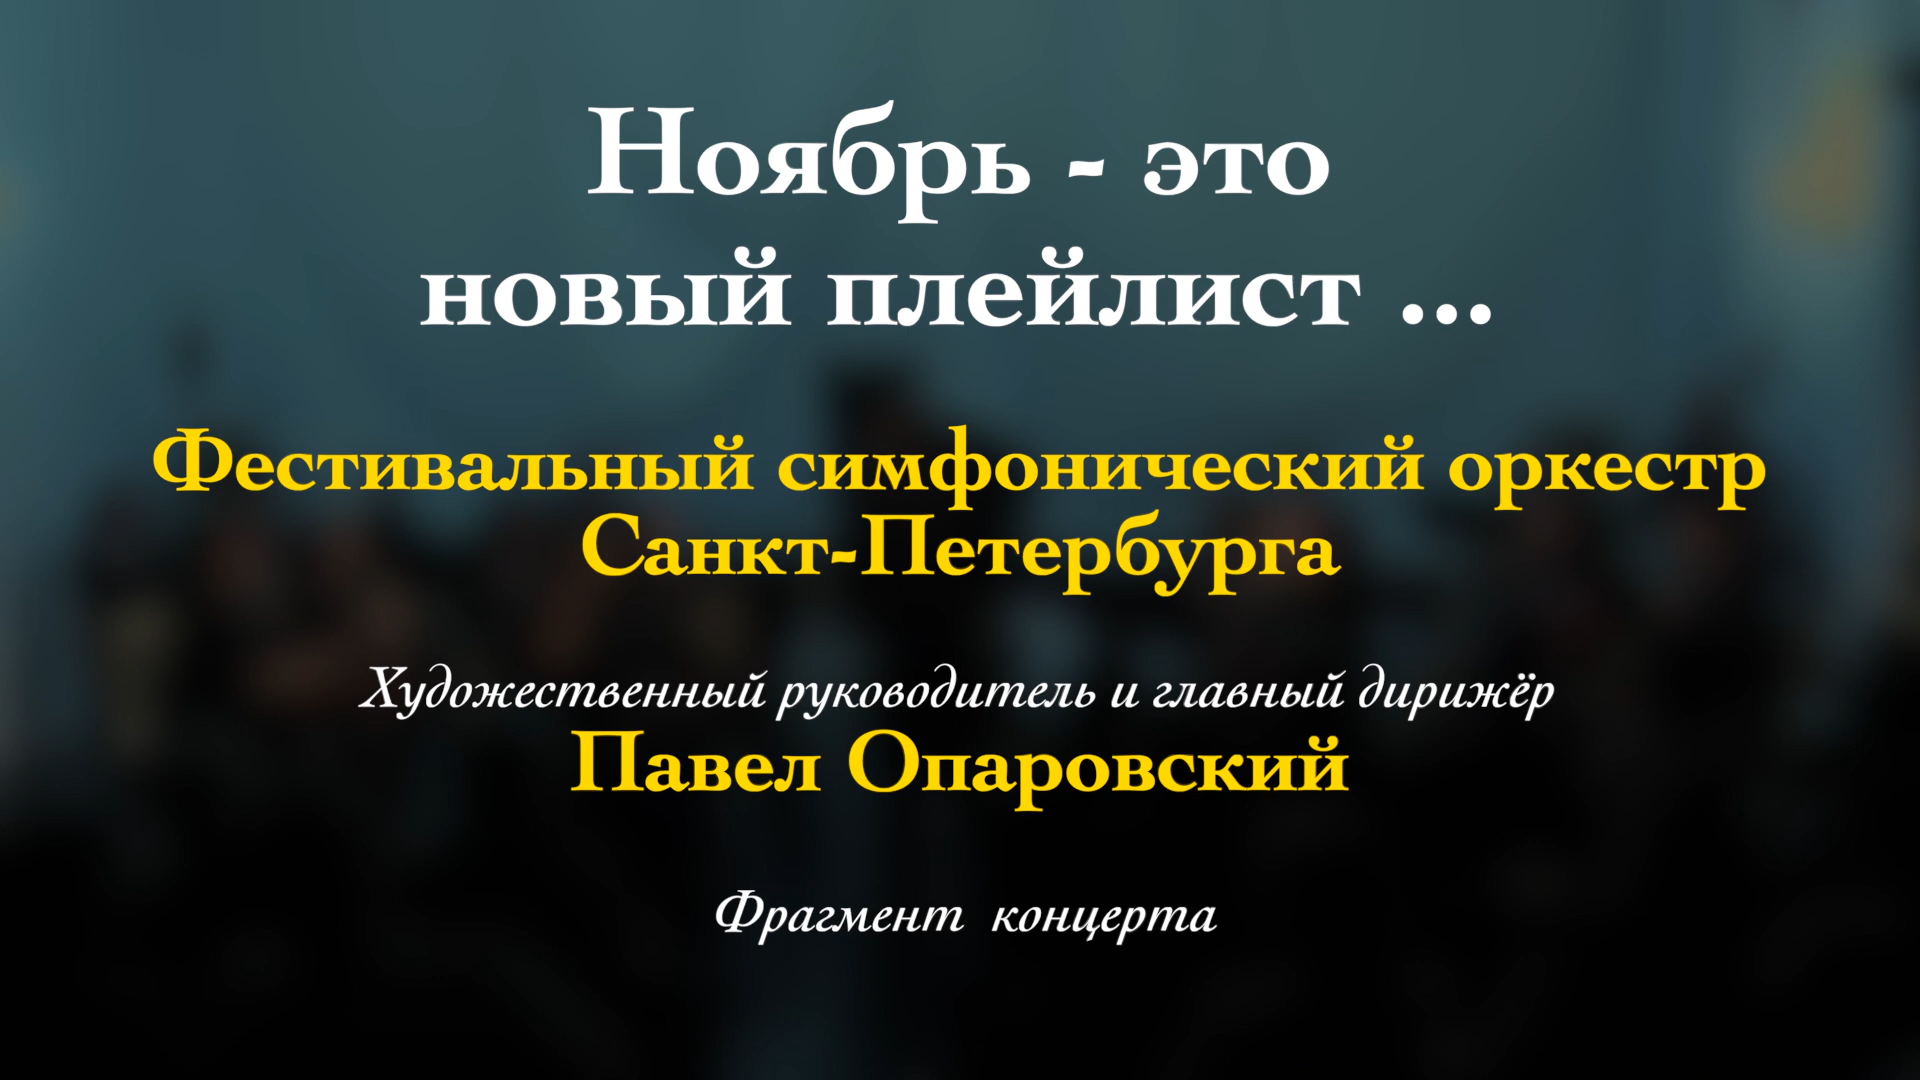 Ноябрь - это
новый плейлист ...
Фестивальный симфонический оркестр
Санкт-Петербурга
Художественный руководитель и главный дирижёр
Павел Опаровский
Фрагмент концерта